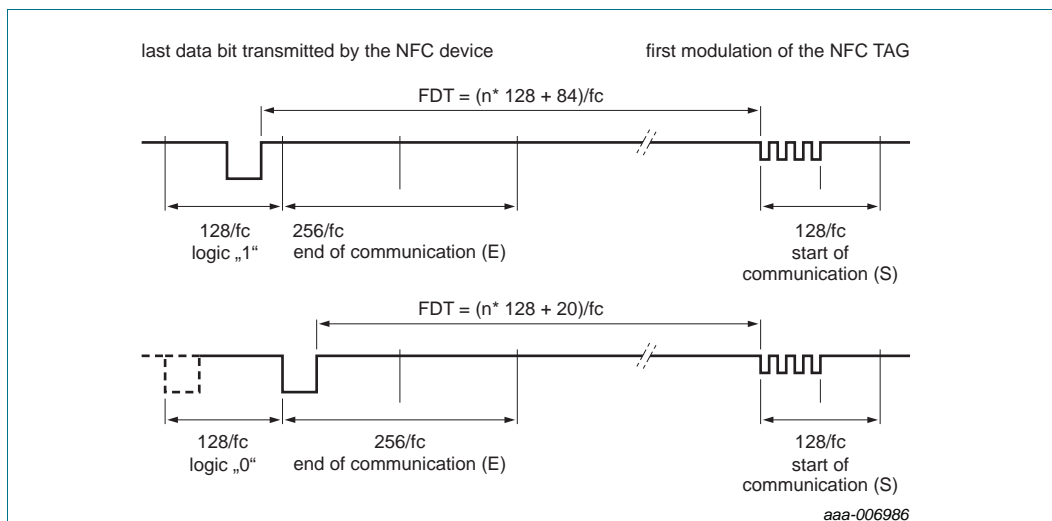 last data bit transmitted by the NFC device
first modulation of the NFC TAG
FDT = (n* 128 + 84)/fc
128/fc
logic „1“
256/fc
end of communication (E)
128/fc
start of
communication (S)
FDT = (n* 128 + 20)/fc
128/fc
logic „0“
256/fc
end of communication (E)
128/fc
start of
communication (S)
aaa-006986